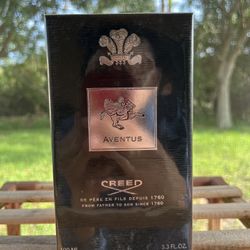 AVENTUS
CREED
DE PÈRE EN FILS DEPUIS 1760
FROM FATHER TO SON SINCE 1760
3.3 FL.OZ.